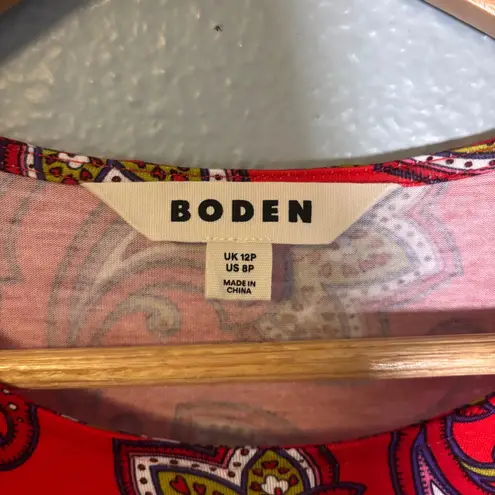 BODEN
UK 12P
US 8P
MADE IN
CHINA